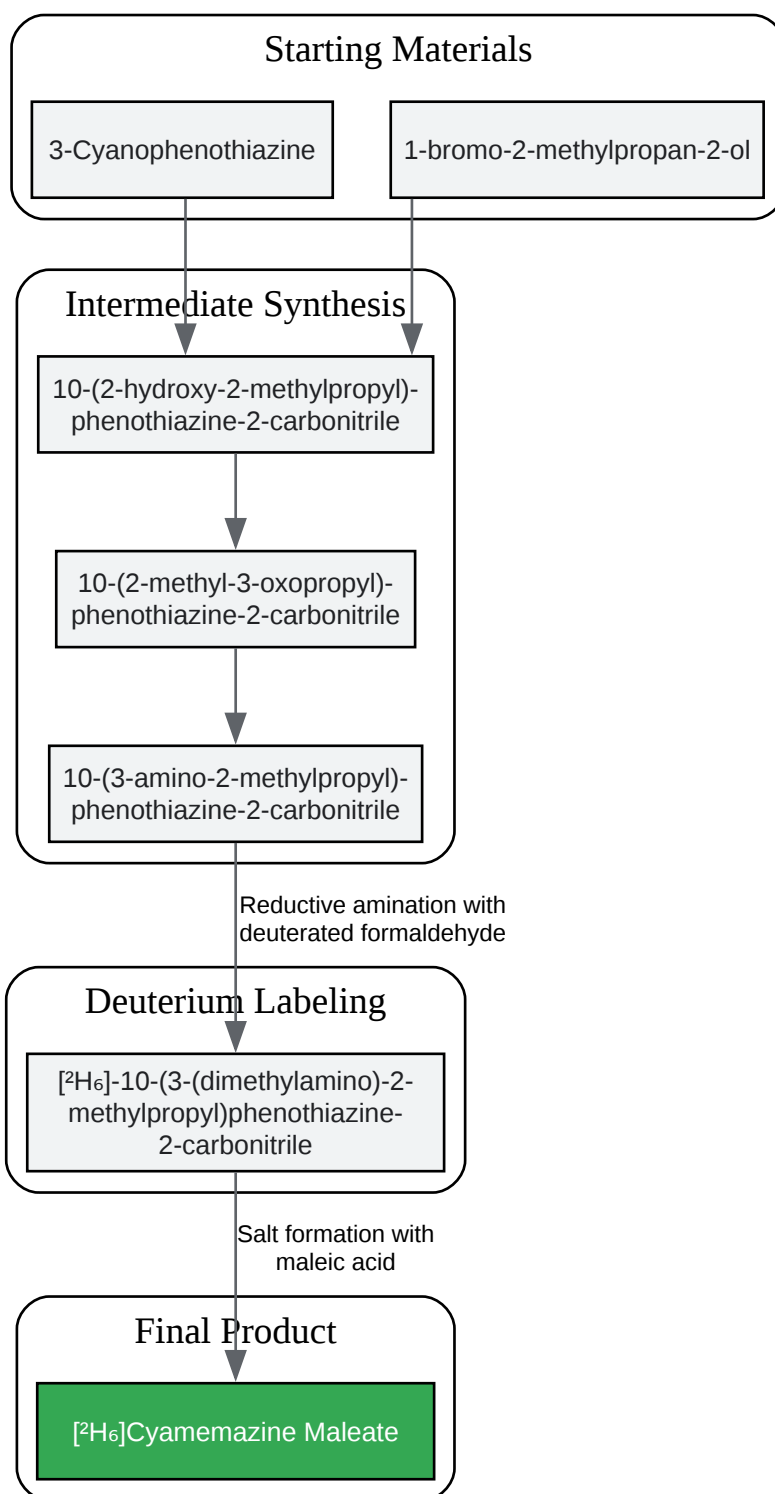 Starting Materials
3-Cyanophenothiazine
1-bromo-2-methylpropan-2-ol
Intermediate Synthesis
10-(2-hydroxy-2-methylpropyl)-
phenothiazine-2-carbonitrile
10-(2-methyl-3-oxopropyl)-
phenothiazine-2-carbonitrile
10-(3-amino-2-methylpropyl)-
phenothiazine-2-carbonitrile
Reductive amination with
deuterated formaldehyde
Deuterium Labeling
[²H₆]-10-(3-(dimethylamino)-2-
methylpropyl)phenothiazine-
2-carbonitrile
Salt formation with
maleic acid
Final Product
[²H₆]Cyamemazine Maleate